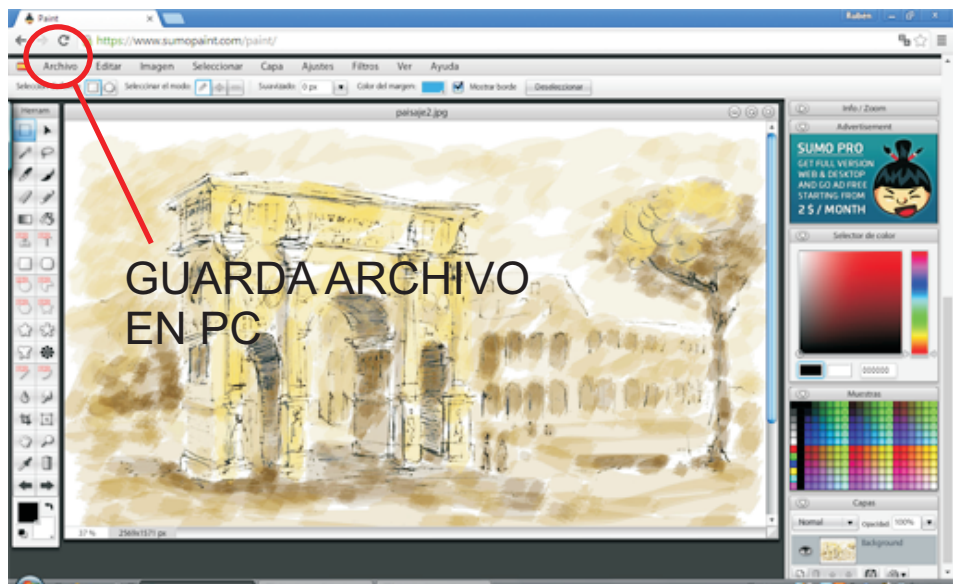 Paint
Ruben
https://www.sumopaint.com/paint/
Archivo Editar Imagen Seleccionar Capa Ajustes Filtros Ver Ayuda
Seleccionar el modo: Suavizado: 0 px Color del margen: Mostrar borde Deseleccionar
Herram
paisaje2.jpg
Info / Zoom
Advertisement
SUMO PRO
GET FULL VERSION
WEB & DESKTOP
AND GO AD FREE
STARTING FROM
2 $ / MONTH
Selector de color
GUARDA ARCHIVO
EN PC
000000
Muestras
Capas
Normal Opacidad 100%
Background
37 % 2569x1571 px